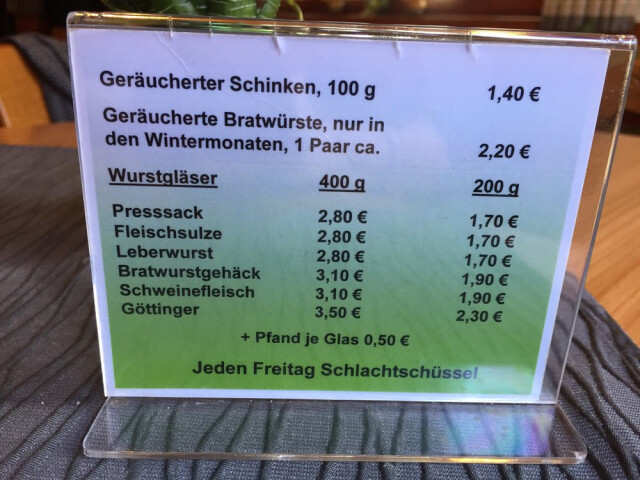 Geräucherter Schinken, 100 g 1,40 €
Geräucherte Bratwürste, nur in
den Wintermonaten, 1 Paar ca. 2,20 €
Wurstgläser 400 g 200 g
Presssack 2,80 € 1,70 €
Fleischsulze 2,80 € 1,70 €
Leberwurst 2,80 € 1,70 €
Bratwurstgehäck 3,10 € 1,90 €
Schweinefleisch 3,10 € 1,90 €
Göttinger 3,50 € 2,30 €
+ Pfand je Glas 0,50 €
Jeden Freitag Schlachtschüssel